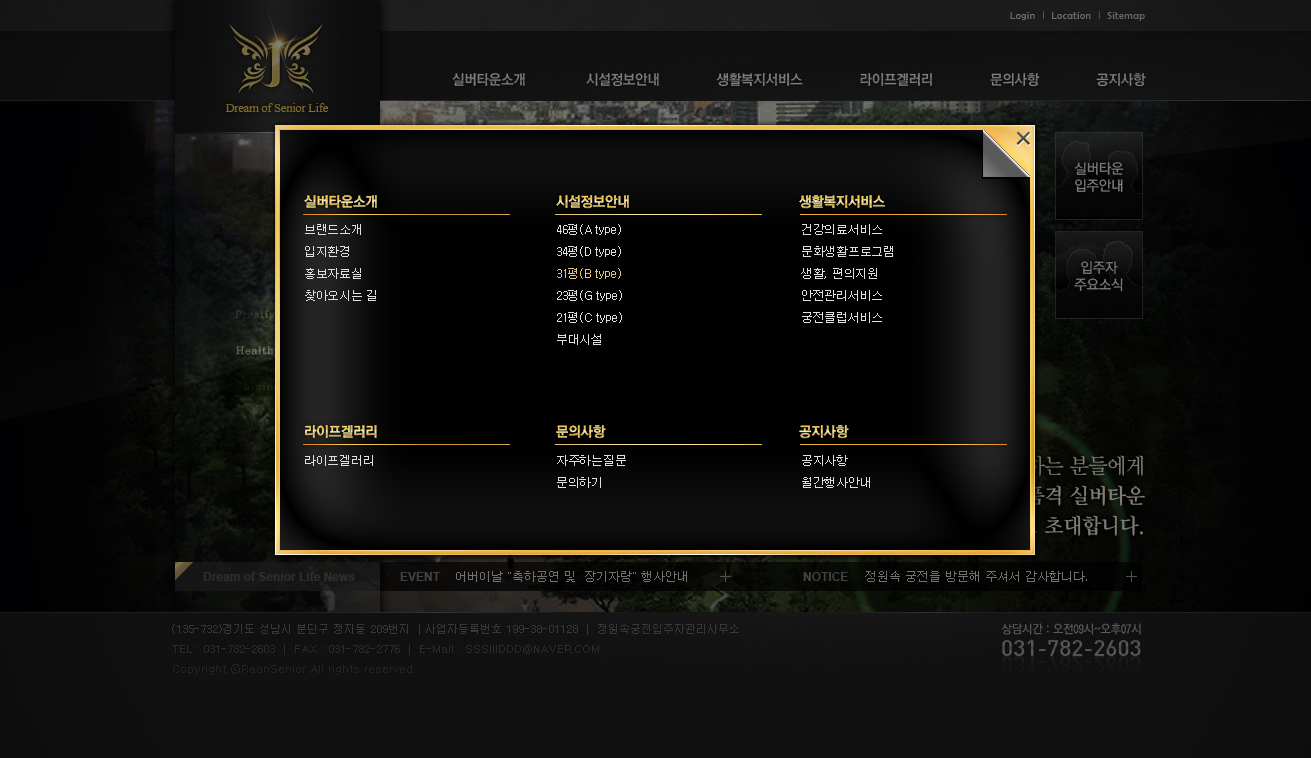 Login | Location | Sitemap
Dream of Senior Life
실버타운소개 시설정보안내 생활복지서비스 라이프겔러리 문의사항 공지사항
실버타운
입주안내
입주자
주요소식
실버타운소개
브랜드소개
입지환경
홍보자료실
찾아오시는 길
시설정보안내
46평(A type)
34평(D type)
31평(B type)
23평(G type)
21평(C type)
부대시설
생활복지서비스
건강의료서비스
문화생활프로그램
생활, 편의지원
안전관리서비스
궁전클럽서비스
라이프겔러리
라이프겔러리
문의사항
자주하는질문
문의하기
공지사항
공지사항
월간행사안내
Health
하는 분들에게
품격 실버타운
초대합니다.
Dream of Senior Life News
EVENT 어버이날 "축하공연 및 장기자랑" 행사안내 +
NOTICE 정원속 궁전을 방문해 주셔서 감사합니다. +
(135-732)경기도 성남시 분당구 정자동 209번지 | 사업자등록번호 199-38-01128 | 정원속궁전입주자관리사무소
TEL : 031-782-2603 | FAX : 031-782-2776 | E-Mail : SSSIIIDDD@NAVER.COM
Copyright ⓒRaonSenior All rights reserved.
상담시간 : 오전09시~오후07시
031-782-2603